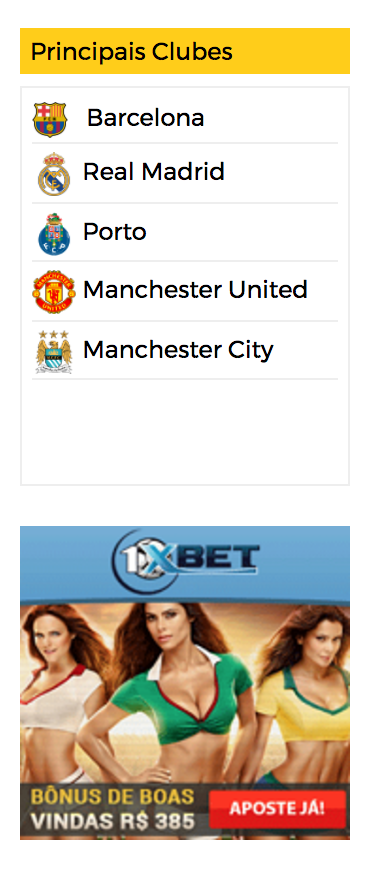 Principais Clubes
Barcelona
Real Madrid
Porto
Manchester United
Manchester City
1XBET
BÔNUS DE BOAS
VINDAS R$ 385
APOSTE JÁ!